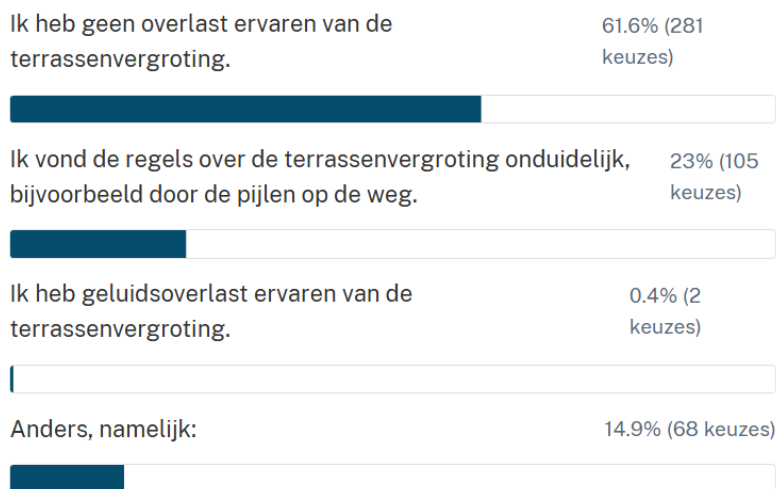 Ik heb geen overlast ervaren van de
terrassenvergroting.
61.6% (281
keuzes)
Ik vond de regels over de terrassenvergroting onduidelijk,
bijvoorbeeld door de pijlen op de weg.
23% (105
keuzes)
Ik heb geluidsoverlast ervaren van de
terrassenvergroting.
0.4% (2
keuzes)
Anders, namelijk:
14.9% (68 keuzes)